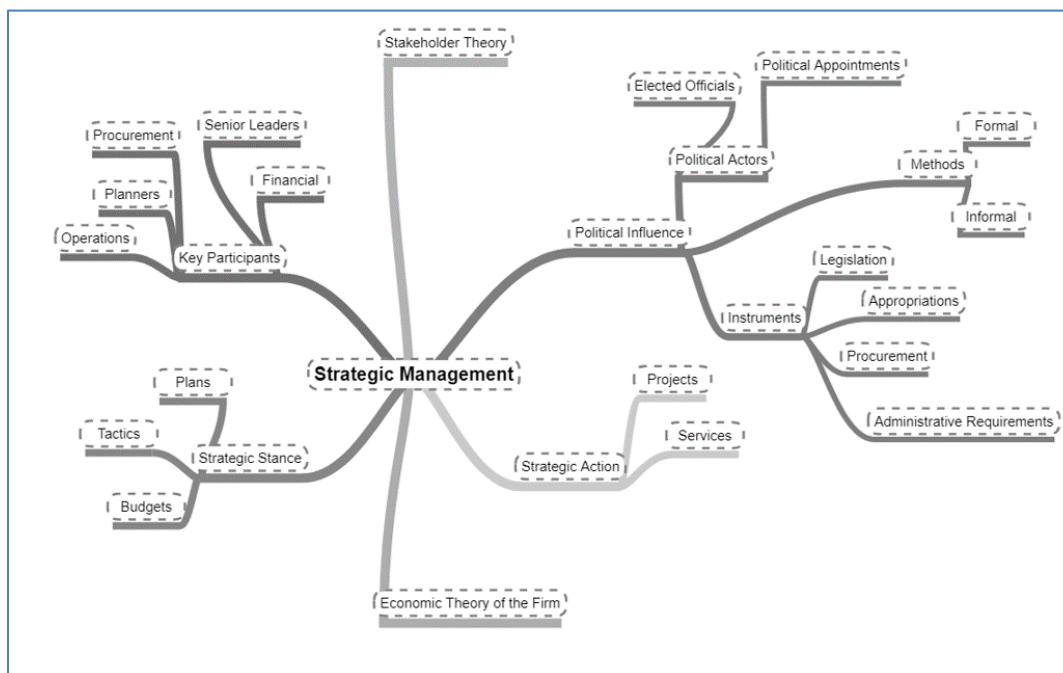 Stakeholder Theory
Political Appointments
Elected Officials
Senior Leaders
Formal
Procurement
Political Actors
Methods
Financial
Planners
Informal
Operations
Key Participants
Political Influence
Legislation
Appropriations
Instruments
Procurement
Strategic Management
Plans
Projects
Administrative Requirements
Tactics
Services
Strategic Stance
Strategic Action
Budgets
Economic Theory of the Firm